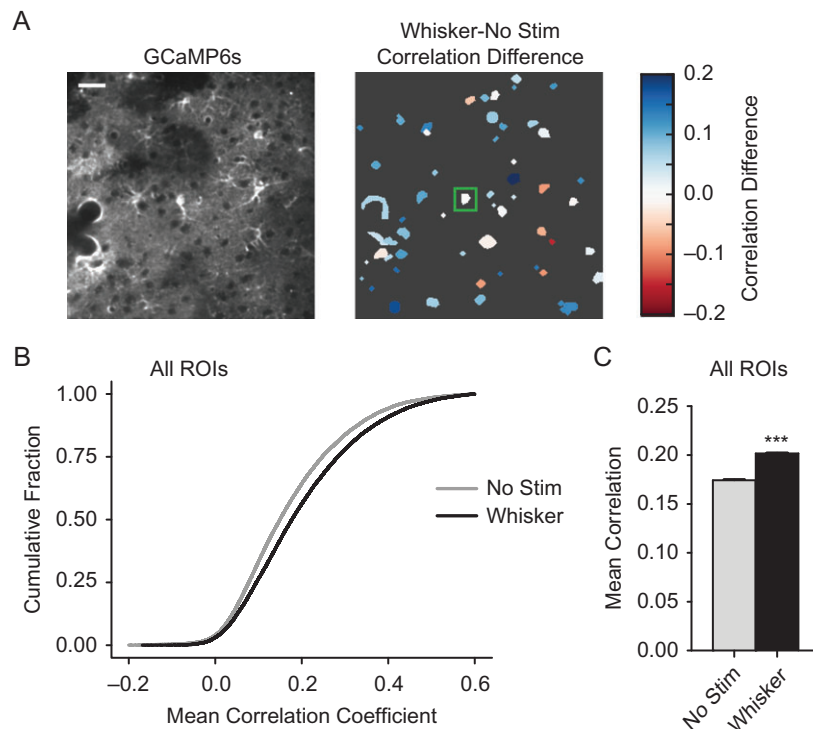 A
GCaMP6s
Whisker-No Stim
Correlation Difference
0.2
0.1
0.0
–0.1
–0.2
Correlation Difference
B
All ROIs
1.00
0.75
0.50
0.25
0.00
Cumulative Fraction
No Stim
Whisker
–0.2
0.0
0.2
0.4
0.6
Mean Correlation Coefficient
C
All ROIs
0.25
0.20
0.15
0.10
0.05
0.00
Mean Correlation
***
No Stim
Whisker